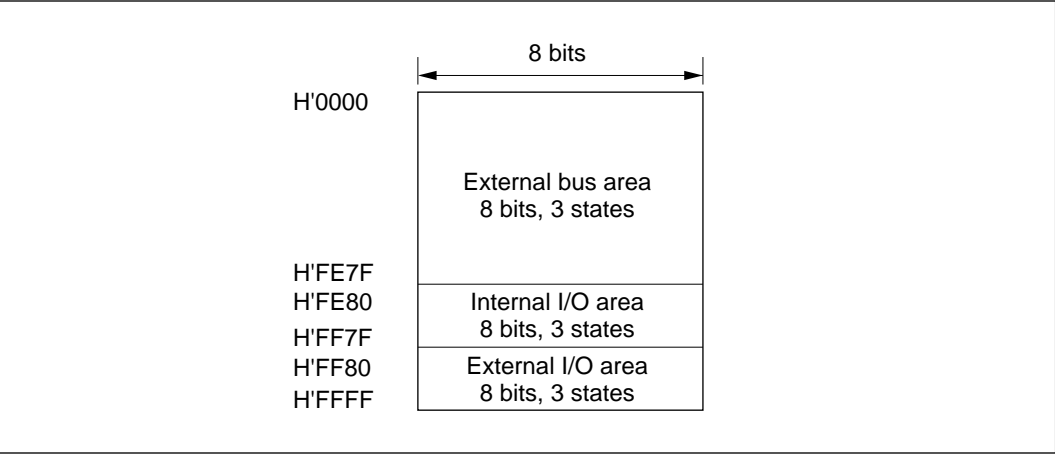 8 bits
H'0000
External bus area
8 bits, 3 states
H'FE7F
H'FE80
Internal I/O area
8 bits, 3 states
H'FF7F
H'FF80
External I/O area
8 bits, 3 states
H'FFFF